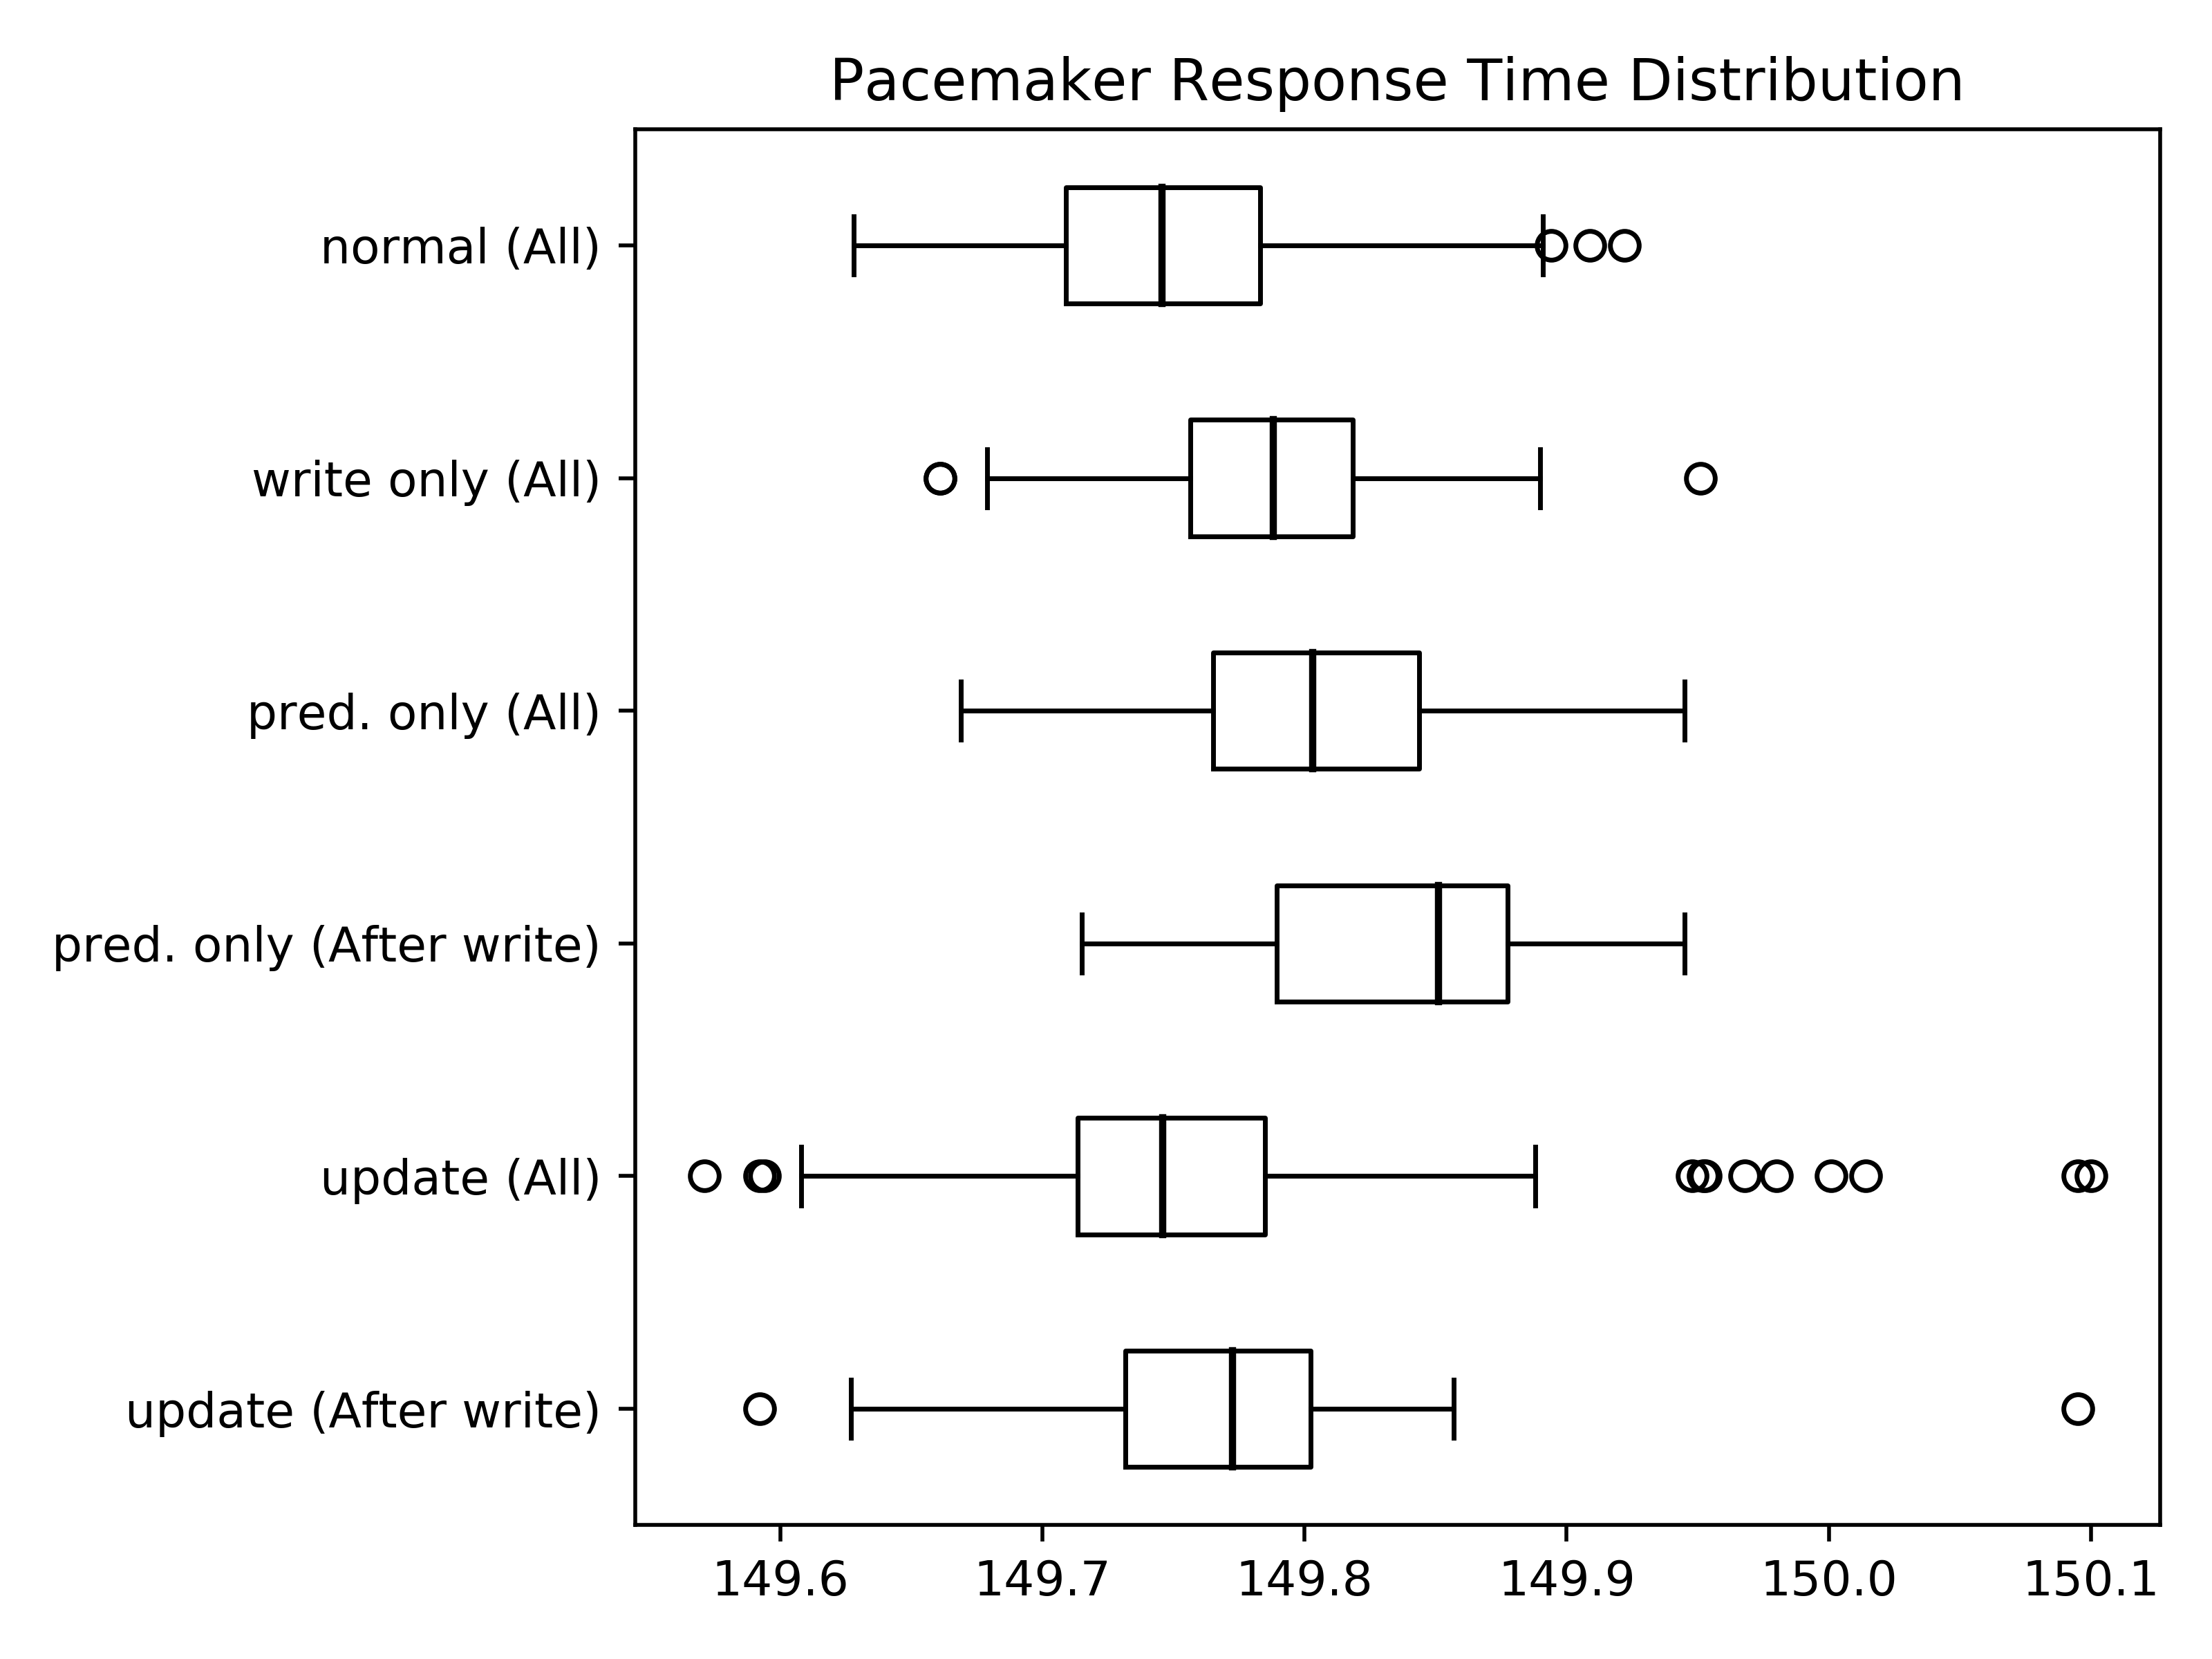 Pacemaker Response Time Distribution
normal (All)
write only (All)
pred. only (All)
pred. only (After write)
update (All)
update (After write)
149.6 149.7 149.8 149.9 150.0 150.1